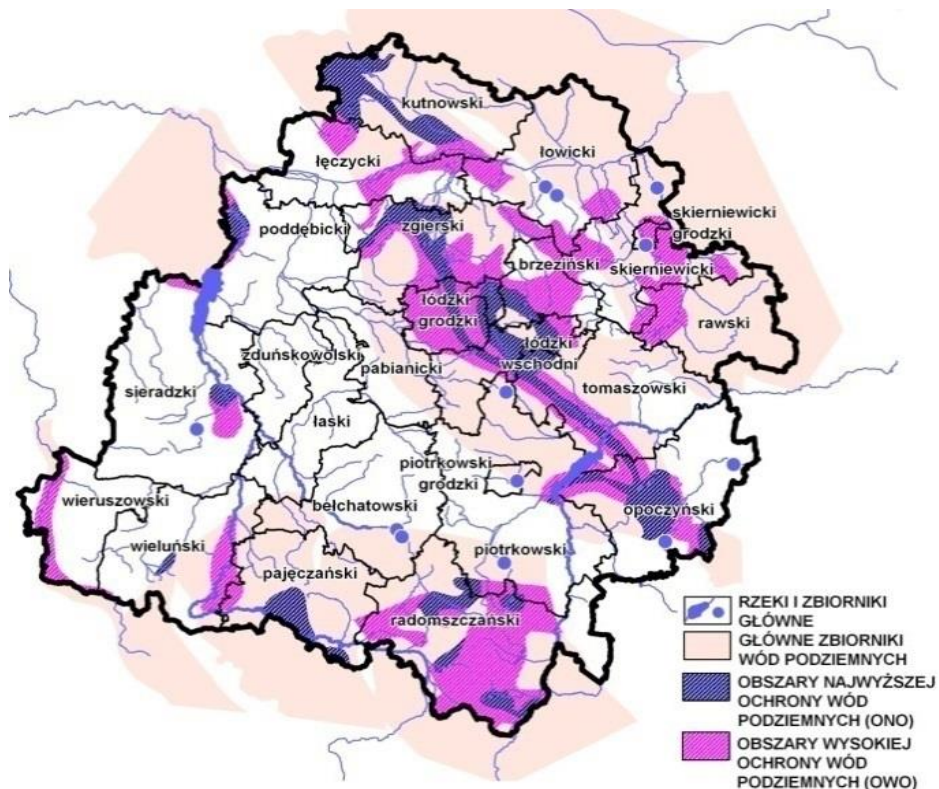 kutnowski
łęczycki
łowicki
poddębicki
zgierski
skierniewicki
grodzki
brzeziński
skierniewicki
łódzki
grodzki
rawski
łódzki
wschodni
zduńskowolski
pabianicki
sieradzki
tomaszowski
łaski
piotrkowski
grodzki
wieruszowski
bełchatowski
opoczyński
wieluński
piotrkowski
pajęczański
radomszczański
RZEKI I ZBIORNIKI
GŁÓWNE
GŁÓWNE ZBIORNIKI
WÓD PODZIEMNYCH
OBSZARY NAJWYŻSZEJ
OCHRONY WÓD
PODZIEMNYCH (ONO)
OBSZARY WYSOKIEJ
OCHRONY WÓD
PODZIEMNYCH (OWO)